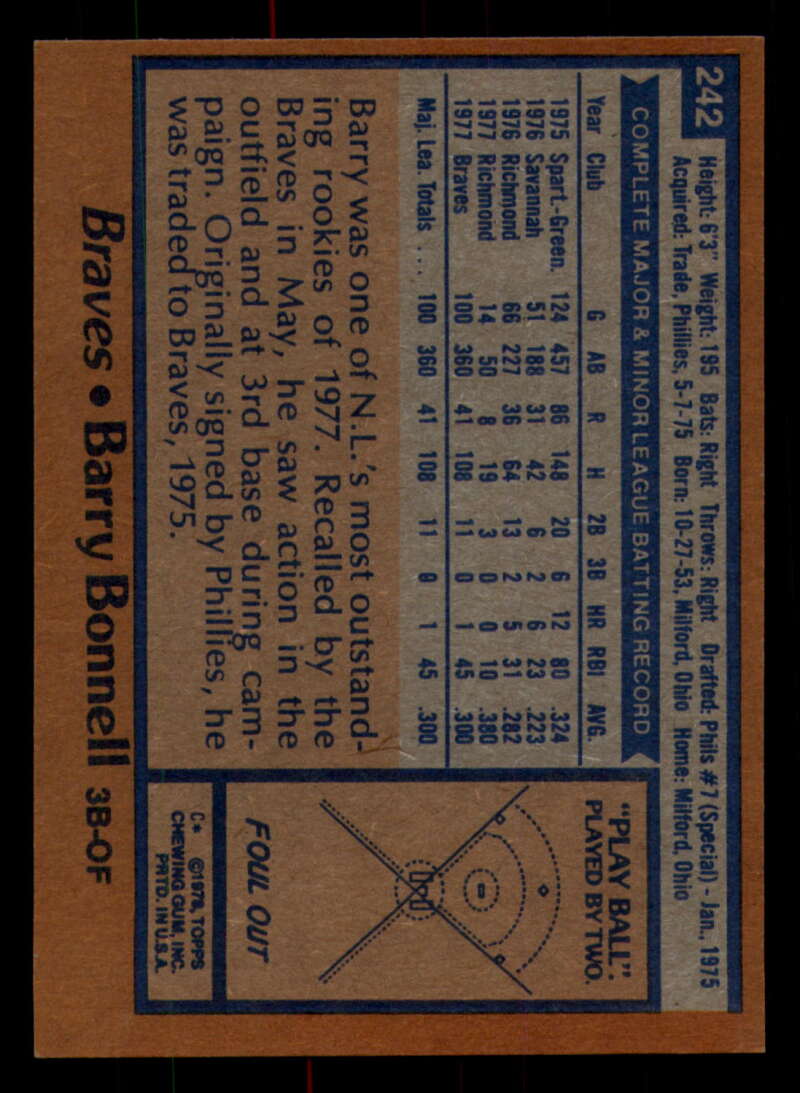 242
Height: 6'3" Weight: 195 Bats: Right Throws: Right Drafted: Phils #7 (Special) - Jan., 1975
Acquired: Trade, Phillies, 5-7-75 Born: 10-27-53, Milford, Ohio Home: Milford, Ohio
COMPLETE MAJOR & MINOR LEAGUE BATTING RECORD
Year Club G AB R H 2B 3B HR RBI AVG.
1975 Spart.-Green. 124 457 86 148 20 6 12 80 .324
1976 Savannah 51 188 31 42 6 2 6 23 .223
1976 Richmond 66 227 36 64 13 2 5 31 .282
1977 Richmond 14 50 8 19 3 0 0 10 .380
1977 Braves 100 360 41 108 11 0 1 45 .300
Maj. Lea. Totals ... 100 360 41 108 11 0 1 45 .300
Barry was one of N.L.'s most outstand-
ing rookies of 1977. Recalled by the
Braves in May, he saw action in the
outfield and at 3rd base during cam-
paign. Originally signed by Phillies, he
was traded to Braves, 1975.
"PLAY BALL":
PLAYED BY TWO.
FOUL OUT
C* ©1978, TOPPS
CHEWING GUM, INC.
PRTD. IN U.S.A.
Braves • Barry Bonnell 3B-OF